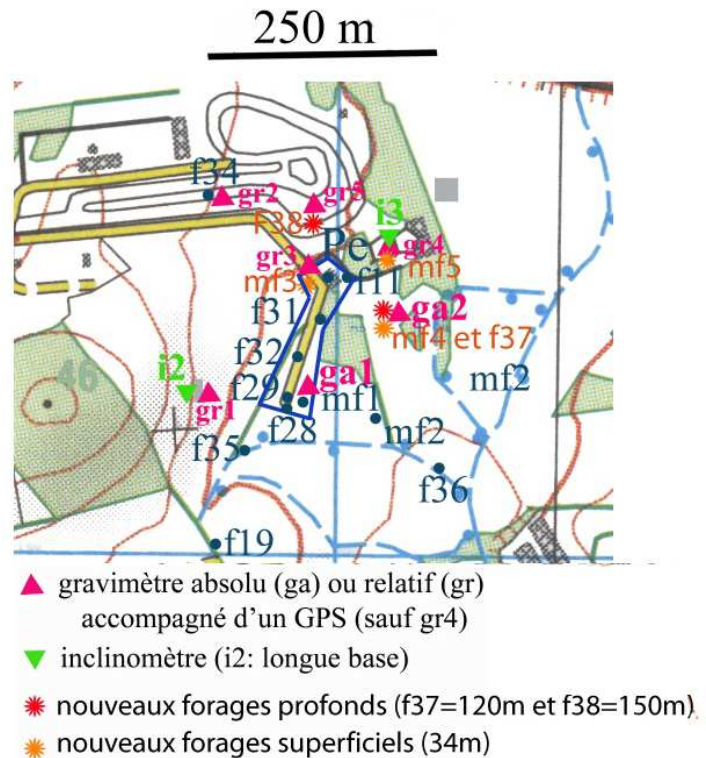 250 m
f34
gr2
gr5
F38
i3
Pe
gr4
gr3
mf3
f11
mf5
f31
ga2
mf4 et f37
f32
46
i2
ga1
mf2
f29
gr1
mf1
f28
mf2
f35
f36
f19
gravimètre absolu (ga) ou relatif (gr)
accompagné d'un GPS (sauf gr4)
inclinomètre (i2: longue base)
nouveaux forages profonds (f37=120m et f38=150m)
nouveaux forages superficiels (34m)